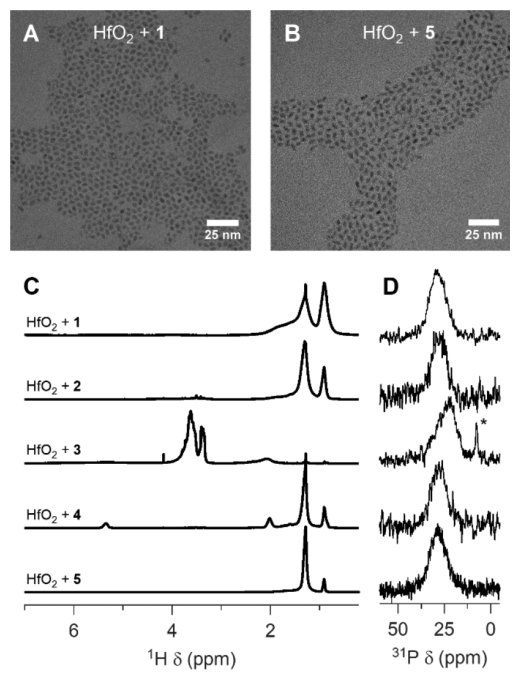 A
HfO₂ + 1
25 nm
B
HfO₂ + 5
25 nm
C
D
HfO₂ + 1
HfO₂ + 2
HfO₂ + 3
*
HfO₂ + 4
HfO₂ + 5
6 4 2
¹H δ (ppm)
50 25 0
³¹P δ (ppm)